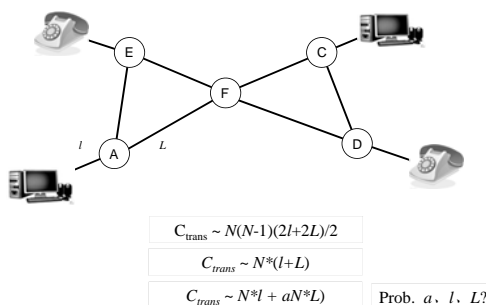 E
C
F
l
L
A
D
C_trans ~ N(N-1)(2l+2L)/2
C_trans ~ N*(l+L)
C_trans ~ N*l + aN*L)
Prob. a, l, L?